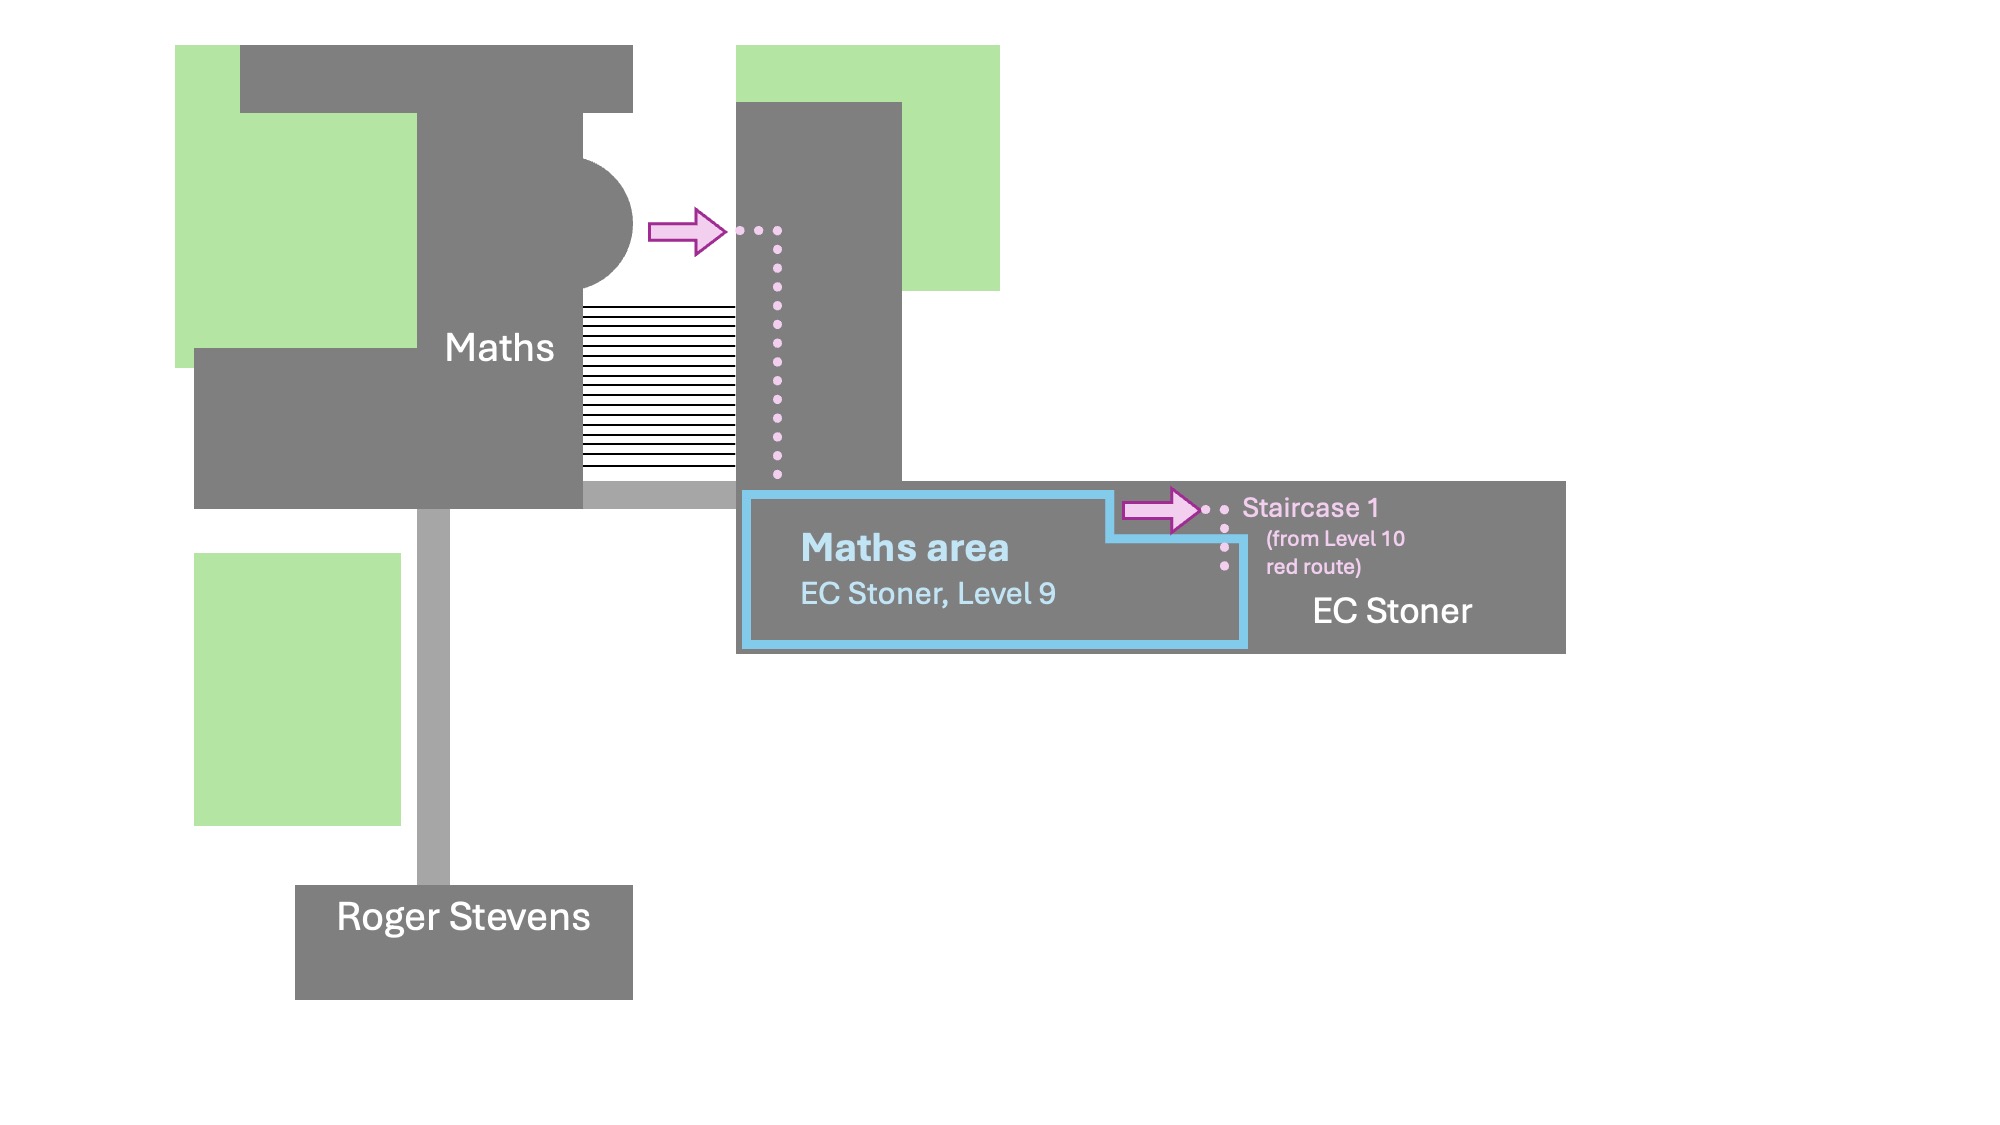 Maths
Staircase 1
(from Level 10
red route)
Maths area
EC Stoner, Level 9
EC Stoner
Roger Stevens